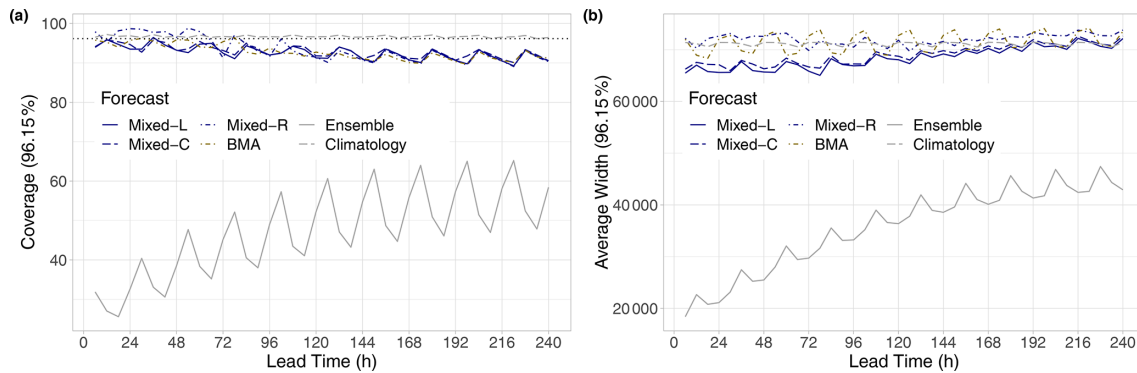 (a)
100
80
60
40
Coverage (96.15 %)
Forecast
Mixed−L
Mixed−R
Ensemble
Mixed−C
BMA
Climatology
0 24 48 72 96 120 144 168 192 216 240
Lead Time (h)
(b)
60 000
40 000
20 000
Average Width (96.15 %)
Forecast
Mixed−L
Mixed−R
Ensemble
Mixed−C
BMA
Climatology
0 24 48 72 96 120 144 168 192 216 240
Lead Time (h)